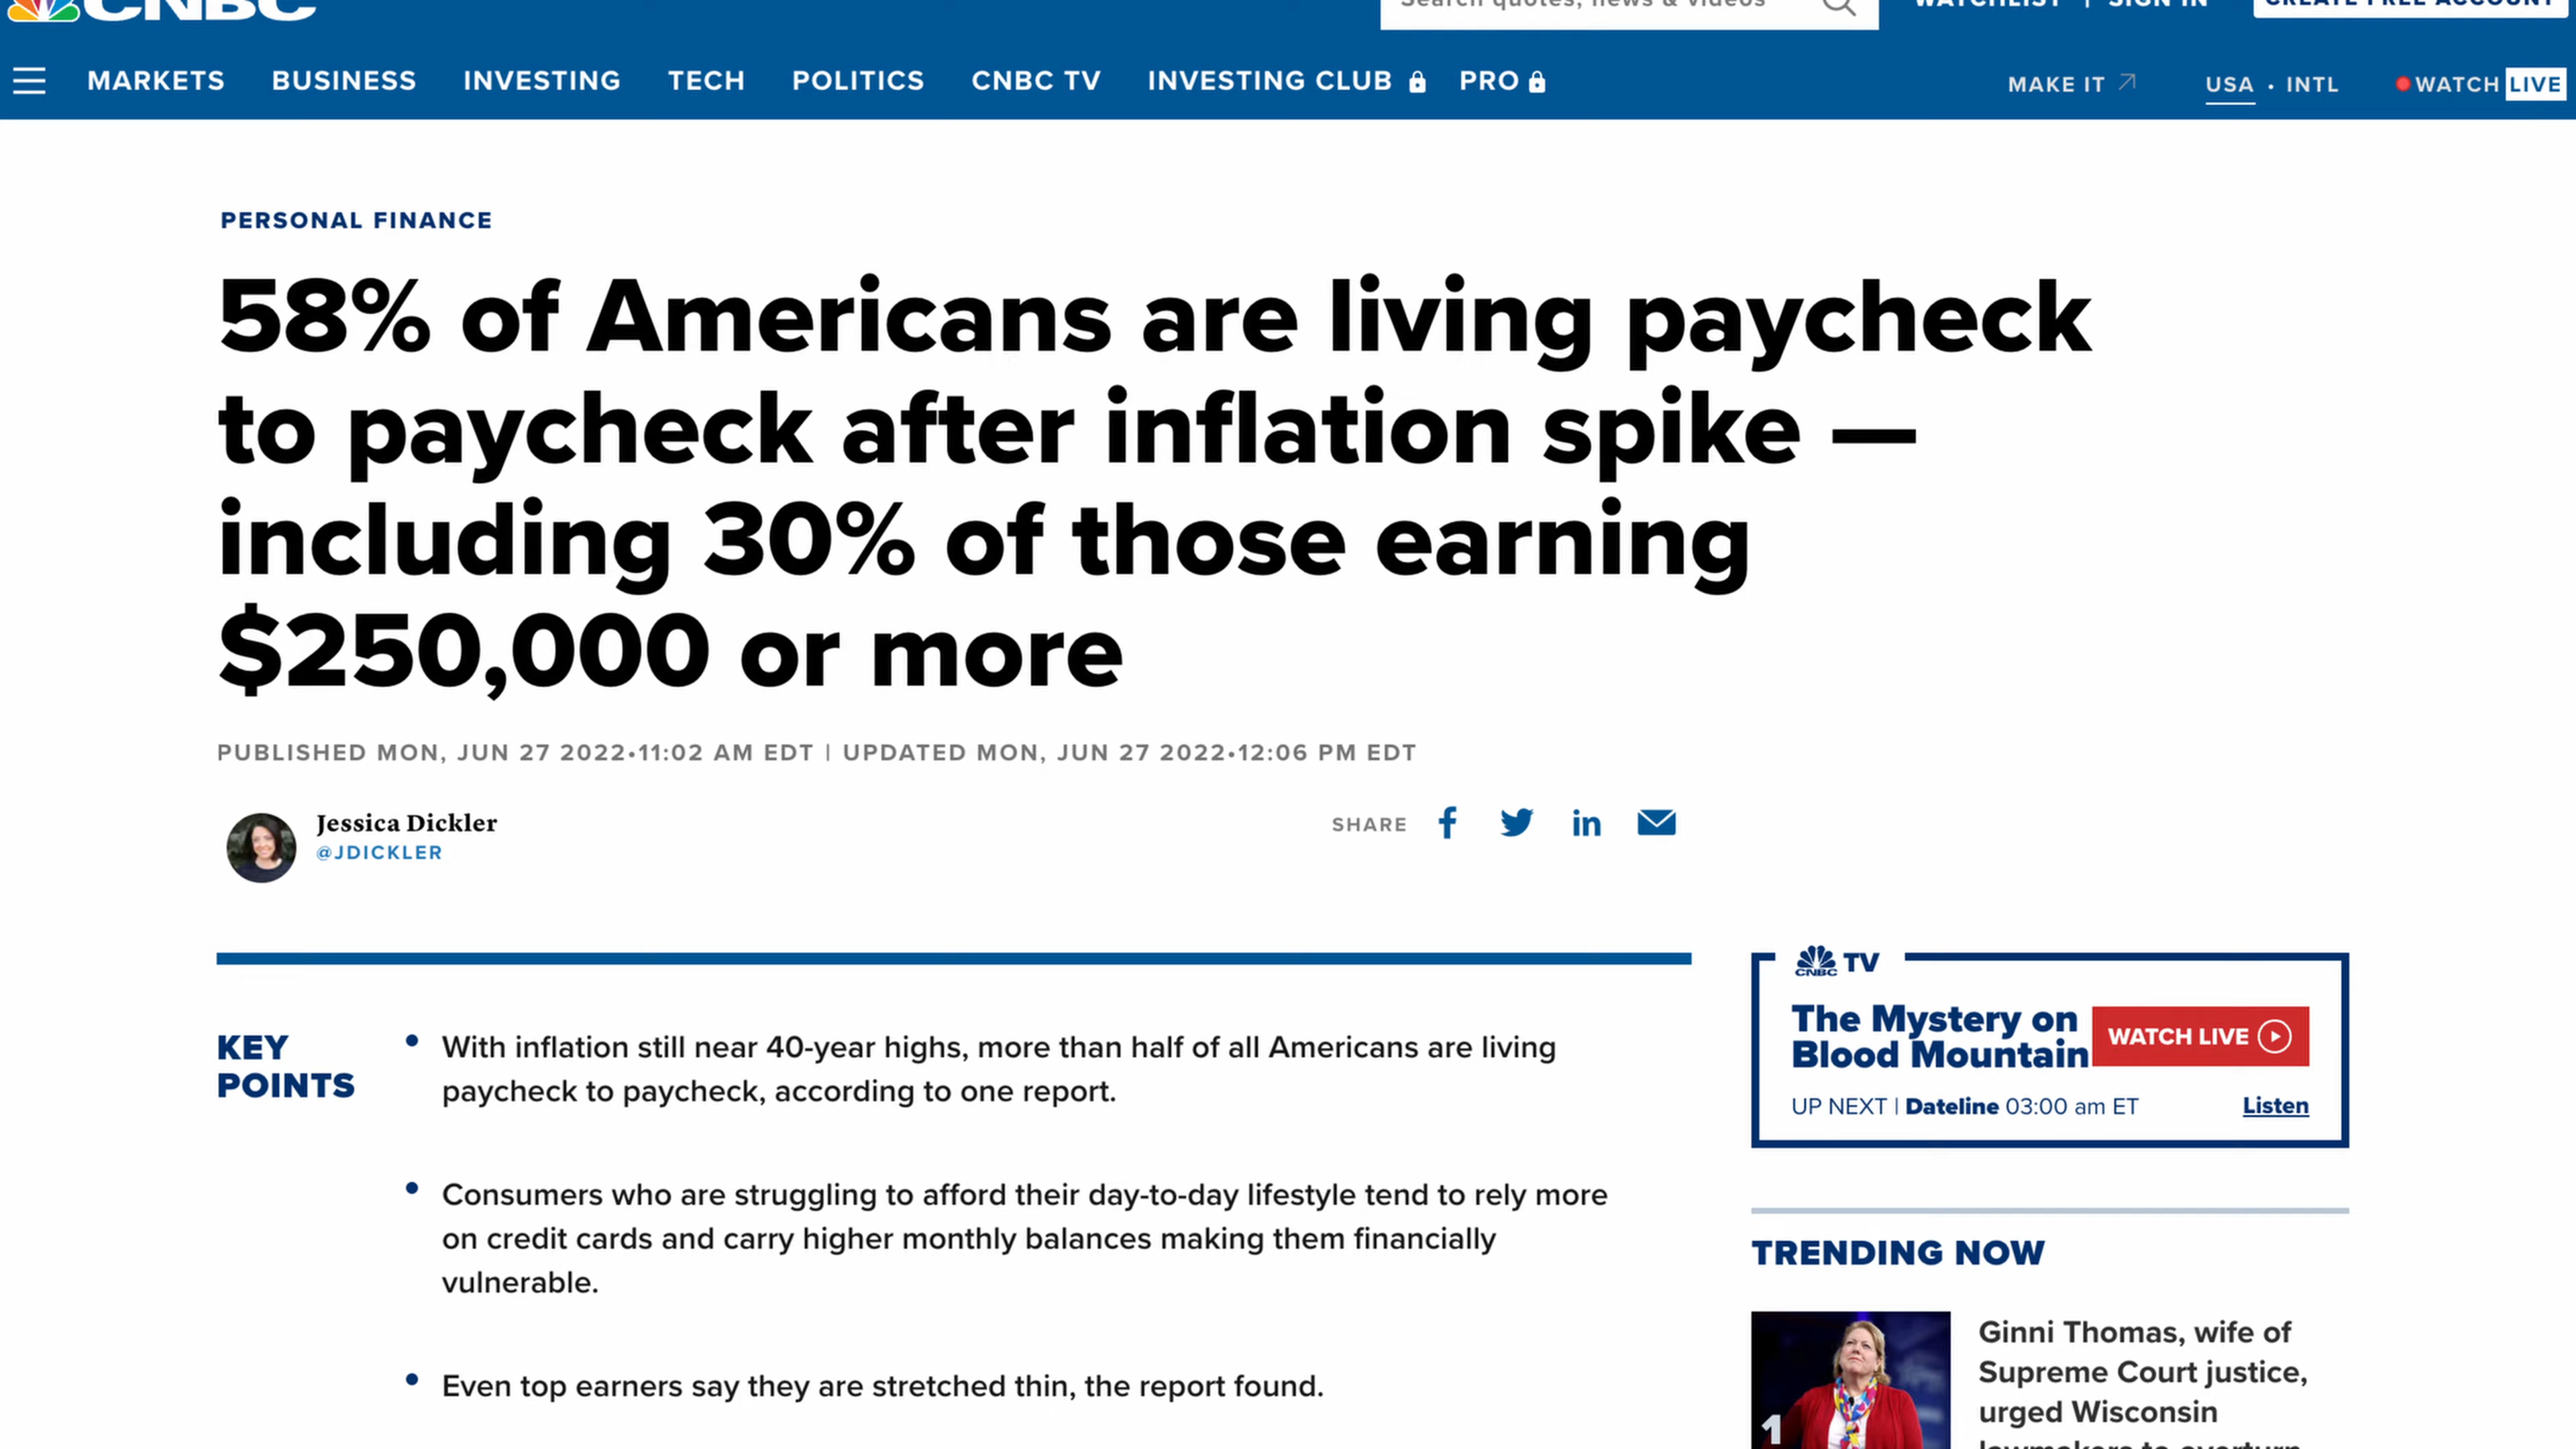 CNBC
Search quotes, news & videos
WATCHLIST | SIGN IN
CREATE FREE ACCOUNT
MARKETS BUSINESS INVESTING TECH POLITICS CNBC TV INVESTING CLUB PRO
MAKE IT USA • INTL WATCH LIVE
PERSONAL FINANCE
58% of Americans are living paycheck
to paycheck after inflation spike —
including 30% of those earning
$250,000 or more
PUBLISHED MON, JUN 27 2022•11:02 AM EDT | UPDATED MON, JUN 27 2022•12:06 PM EDT
Jessica Dickler
@JDICKLER
SHARE
KEY
POINTS
• With inflation still near 40-year highs, more than half of all Americans are living
paycheck to paycheck, according to one report.
• Consumers who are struggling to afford their day-to-day lifestyle tend to rely more
on credit cards and carry higher monthly balances making them financially
vulnerable.
• Even top earners say they are stretched thin, the report found.
CNBC TV
The Mystery on
Blood Mountain
WATCH LIVE
UP NEXT | Dateline 03:00 am ET
Listen
TRENDING NOW
1
Ginni Thomas, wife of
Supreme Court justice,
urged Wisconsin
lawmakers to overturn